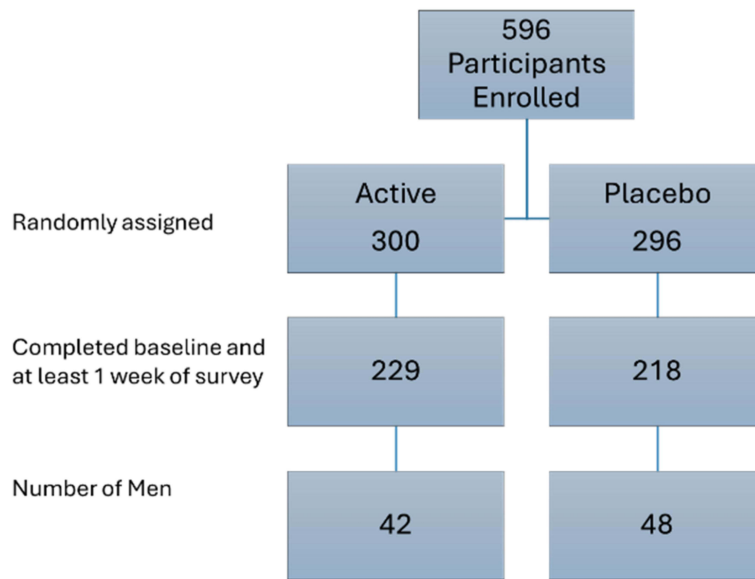 596
Participants
Enrolled
Randomly assigned
Active
300
Placebo
296
Completed baseline and
at least 1 week of survey
229
218
Number of Men
42
48